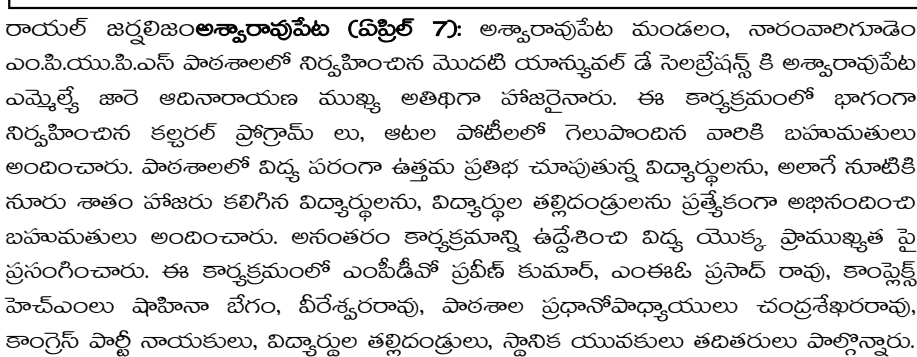 రాయల్ జర్నలిజంఅశ్వారావుపేట (ఏప్రిల్ 7): అశ్వారావుపేట మండలం, నారంవారిగూడెం
ఎం.పి.యు.పి.ఎస్ పాఠశాలలో నిర్వహించిన మొదటి యాన్యువల్ డే సెలబ్రేషన్స్ కి అశ్వారావుపేట
ఎమ్మెల్యే జారె ఆదినారాయణ ముఖ్య అతిథిగా హాజరైనారు. ఈ కార్యక్రమంలో భాగంగా
నిర్వహించిన కల్చరల్ ప్రోగ్రామ్ లు, ఆటల పోటీలలో గెలుపొందిన వారికి బహుమతులు
అందించారు. పాఠశాలలో విద్య పరంగా ఉత్తమ ప్రతిభ చూపుతున్న విద్యార్థులను, అలాగే నూటికి
నూరు శాతం హాజరు కలిగిన విద్యార్థులను, విద్యార్థుల తల్లిదండ్రులను ప్రత్యేకంగా అభినందించి
బహుమతులు అందించారు. అనంతరం కార్యక్రమాన్ని ఉద్దేశించి విద్య యొక్క ప్రాముఖ్యత పై
ప్రసంగించారు. ఈ కార్యక్రమంలో ఎంపీడీవో ప్రవీణ్ కుమార్, ఎంఈఓ ప్రసాద్ రావు, కాంప్లెక్స్
హెచ్ఎంలు షాహినా బేగం, వీరేశ్వరరావు, పాఠశాల ప్రధానోపాధ్యాయులు చంద్రశేఖరరావు,
కాంగ్రెస్ పార్టీ నాయకులు, విద్యార్థుల తల్లిదండ్రులు, స్థానిక యువకులు తదితరులు పాల్గొన్నారు.